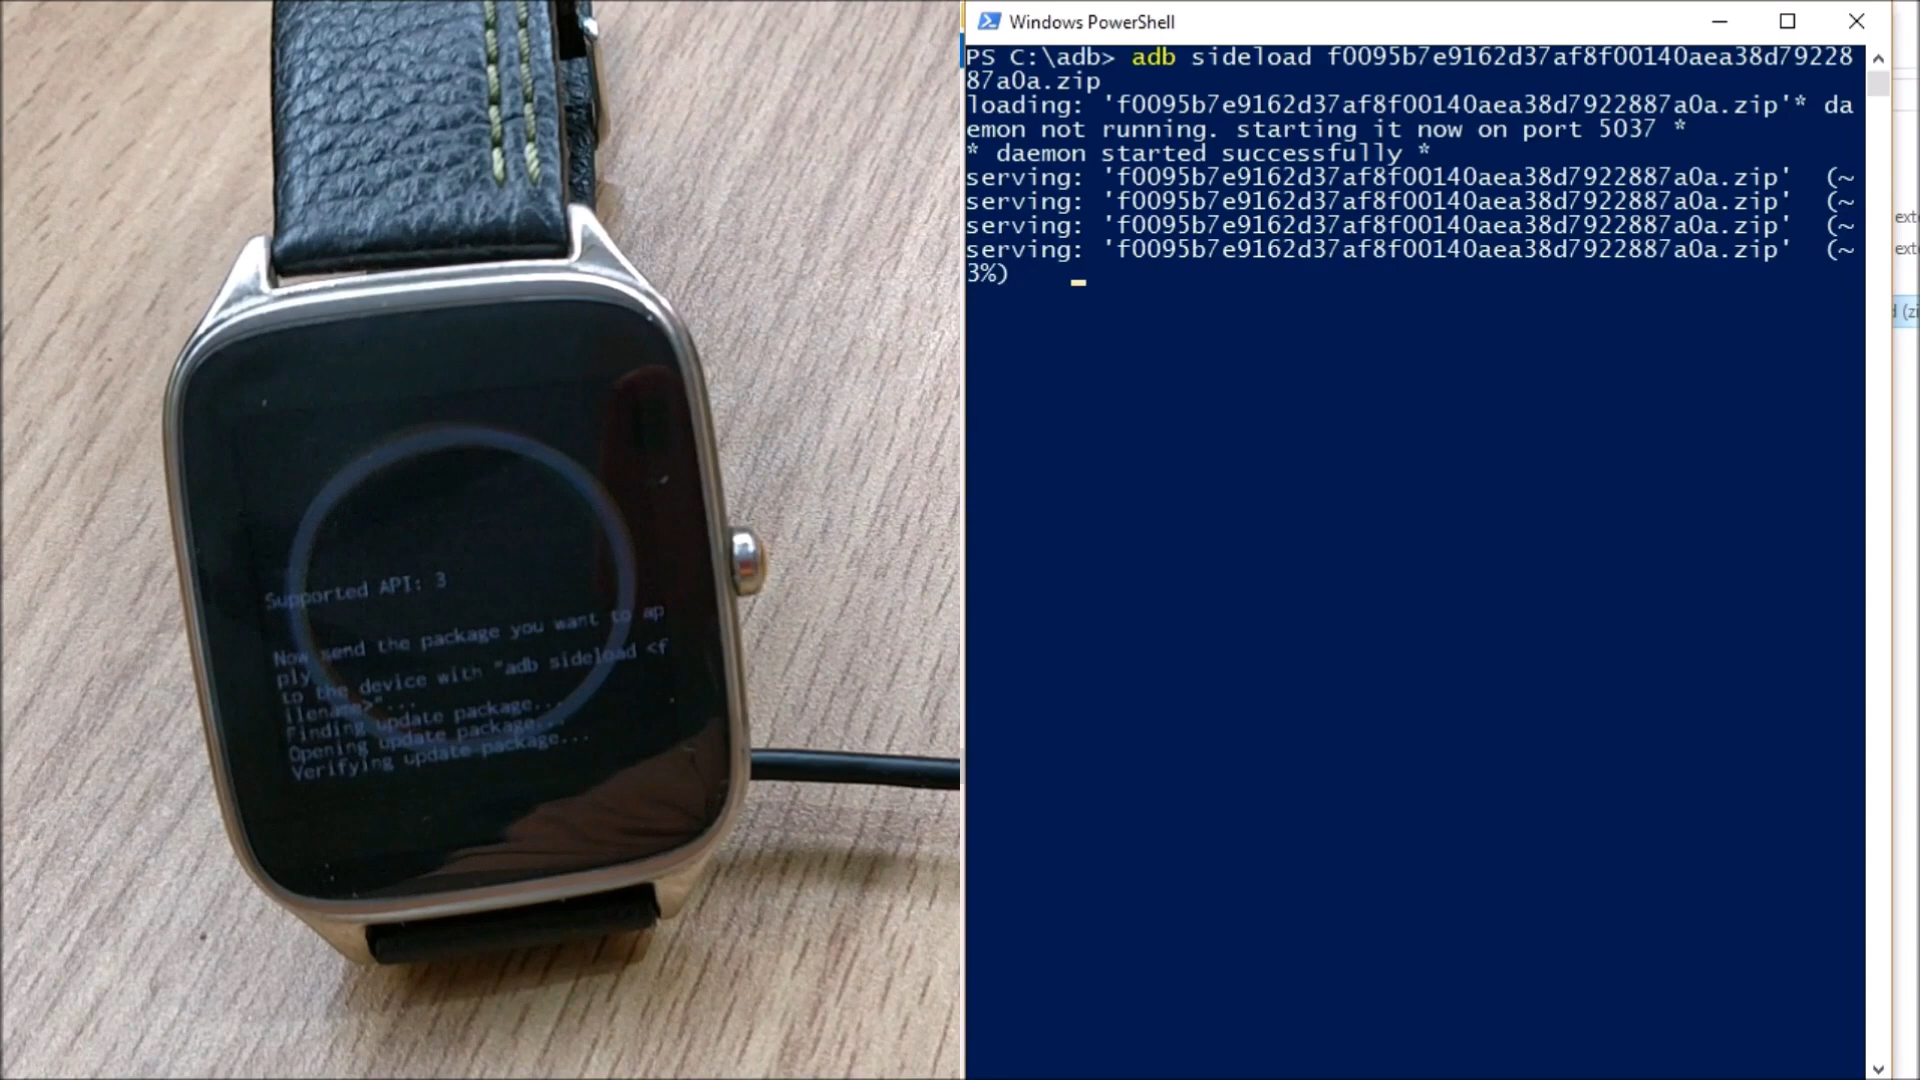 Supported API: 3
Now send the package you want to ap
ply
to the device with "adb sideload <f
ilename>"...
Finding update package...
Opening update package...
Verifying update package...
Windows PowerShell
PS C:\adb> adb sideload f0095b7e9162d37af8f00140aea38d79228
87a0a.zip
loading: 'f0095b7e9162d37af8f00140aea38d7922887a0a.zip'* da
emon not running. starting it now on port 5037 *
* daemon started successfully *
serving: 'f0095b7e9162d37af8f00140aea38d7922887a0a.zip'  (~
serving: 'f0095b7e9162d37af8f00140aea38d7922887a0a.zip'  (~
serving: 'f0095b7e9162d37af8f00140aea38d7922887a0a.zip'  (~
serving: 'f0095b7e9162d37af8f00140aea38d7922887a0a.zip'  (~
3%)